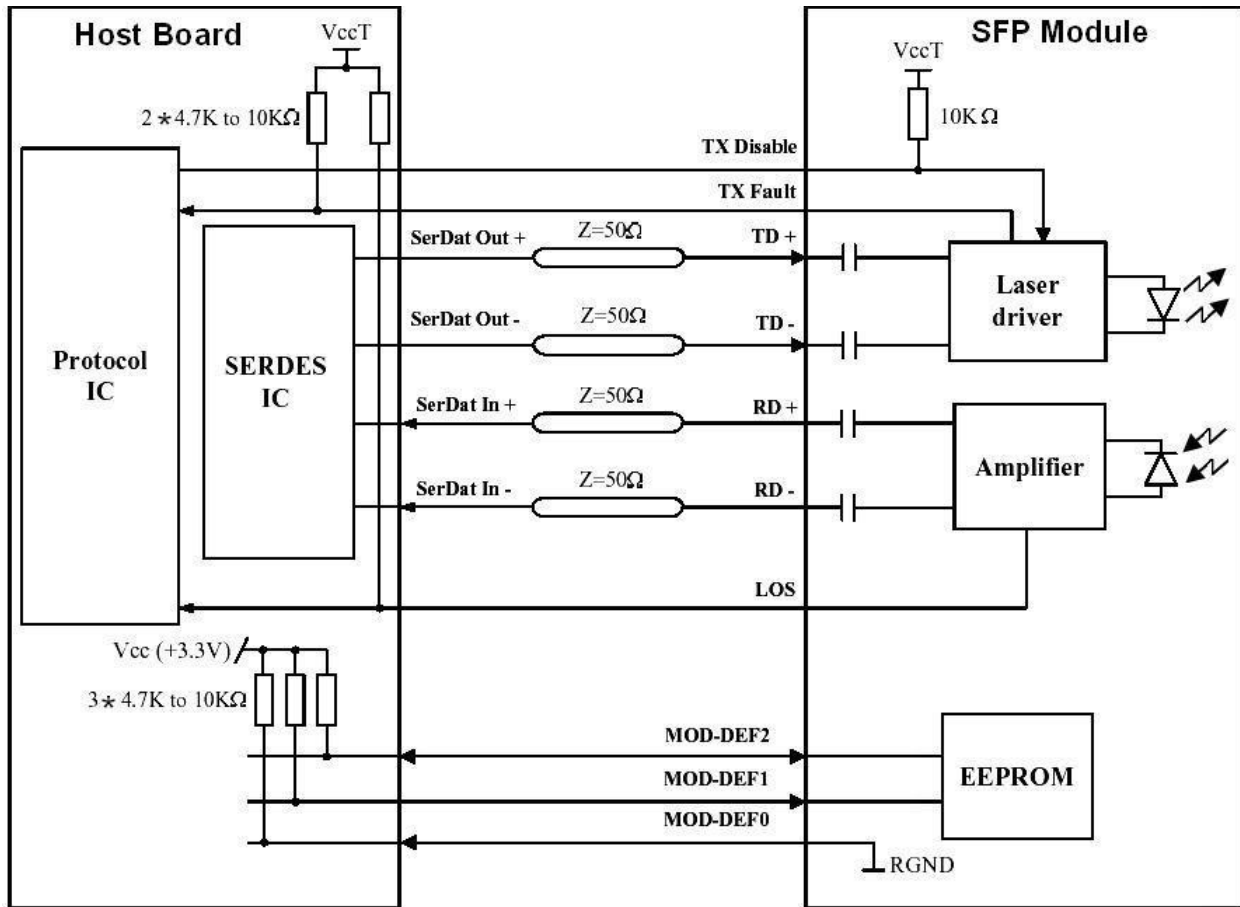 Host Board
SFP Module
VccT
VccT
2*4.7K to 10KΩ
10KΩ
TX Disable
TX Fault
SerDat Out +
Z=50Ω
TD +
SerDat Out -
Z=50Ω
TD -
Laser
driver
Protocol
IC
SERDES
IC
SerDat In +
Z=50Ω
RD +
SerDat In -
Z=50Ω
RD -
Amplifier
LOS
Vcc (+3.3V)
3*4.7K to 10KΩ
MOD-DEF2
MOD-DEF1
MOD-DEF0
EEPROM
RGND